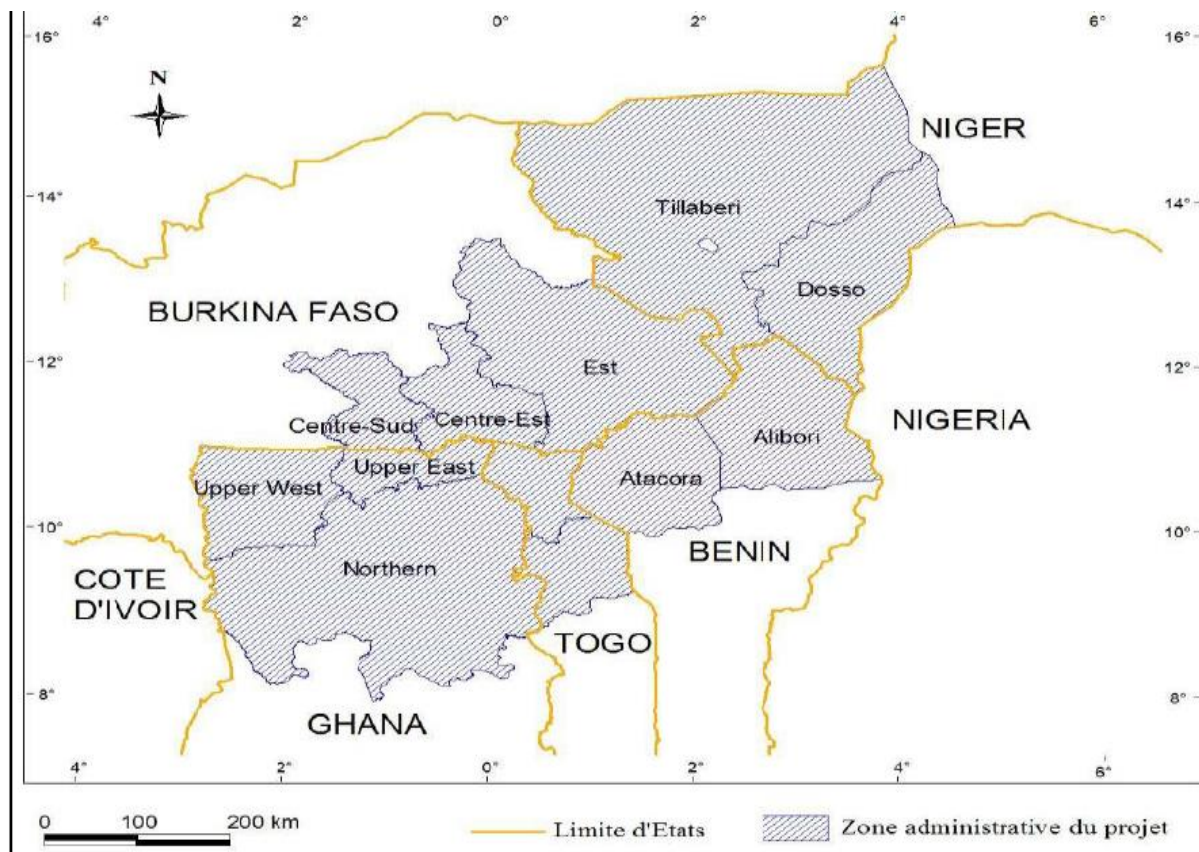 4° 2° 0° 2° 4° 6°
16° 16°
N
NIGER
14° 14°
Tillaberi
Dosso
BURKINA FASO
12° 12°
Est
Centre-Sud Centre-Est
NIGERIA
Alibori
Upper East
Upper West Atacora
10° 10°
BENIN
Northern
COTE
D'IVOIR
TOGO
8° 8°
GHANA
4° 2° 0° 2° 4° 6°
0 100 200 km
Limite d'Etats Zone administrative du projet